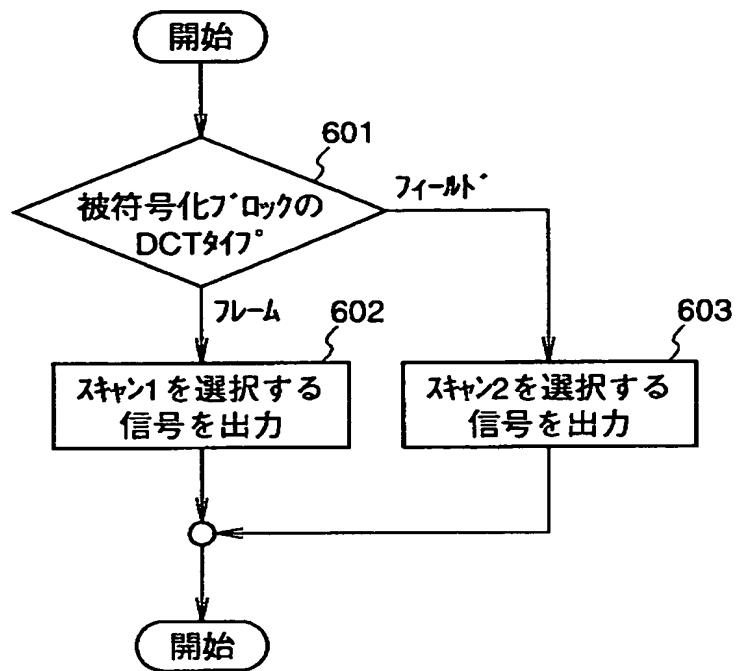 開始
601
被符号化ブロックの
DCTタイプ
フィールド
フレーム
602
603
スキャン1を選択する
信号を出力
スキャン2を選択する
信号を出力
開始